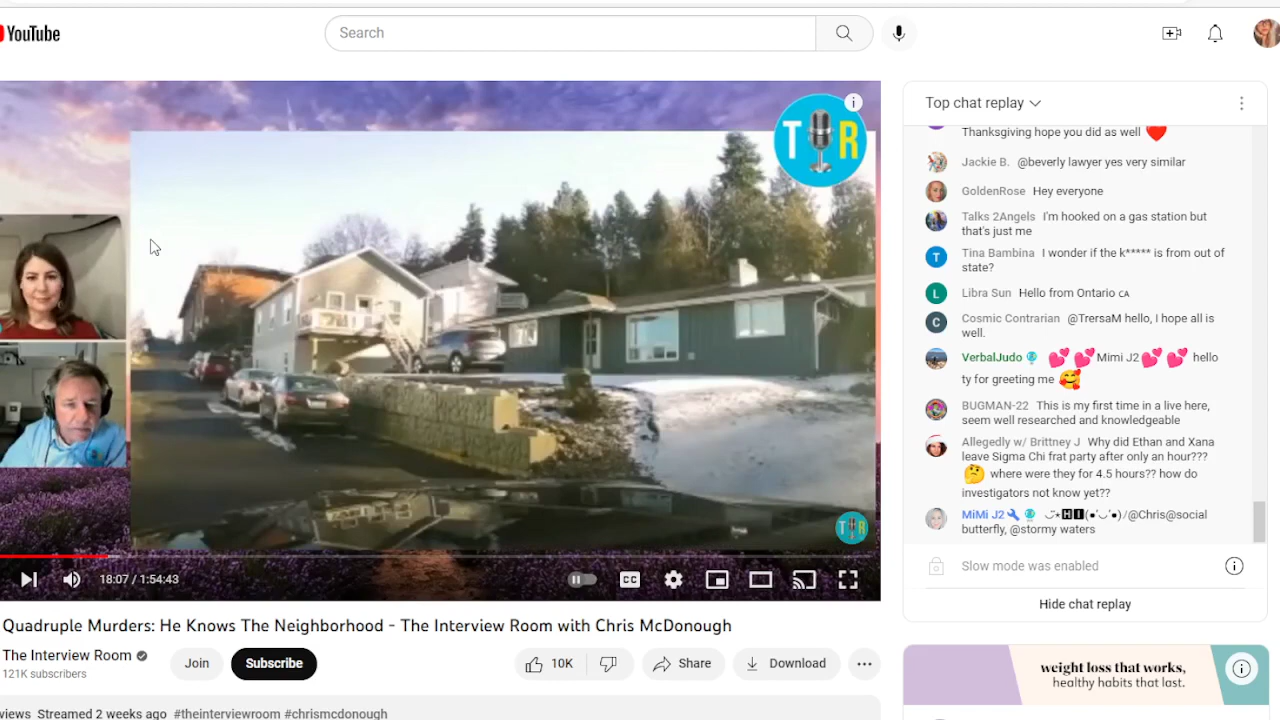 YouTube
Search
T R
Top chat replay
Thanksgiving hope you did as well
Jackie B. @beverly lawyer yes very similar
GoldenRose Hey everyone
Talks 2Angels I'm hooked on a gas station but
that's just me
T Tina Bambina I wonder if the k***** is from out of
state?
L Libra Sun Hello from Ontario CA
C Cosmic Contrarian @TrersaM hello, I hope all is
well.
VerbalJudo 💕💕Mimi J2💕💕 hello
ty for greeting me 🥰
BUGMAN-22 This is my first time in a live here,
seem well researched and knowledgeable
Allegedly w/ Brittney J Why did Ethan and Xana
leave Sigma Chi frat party after only an hour???
🤔 where were they for 4.5 hours?? how do
investigators not know yet??
MiMi J2 🅷🅸(•◡•)/@Chris@social
butterfly, @stormy waters
Slow mode was enabled
Hide chat replay
T R
18:07 / 1:54:43
CC
Quadruple Murders: He Knows The Neighborhood - The Interview Room with Chris McDonough
The Interview Room
121K subscribers
Join
Subscribe
10K
Share
Download
weight loss that works,
healthy habits that last.
views Streamed 2 weeks ago #theinterviewroom #chrismcdonough